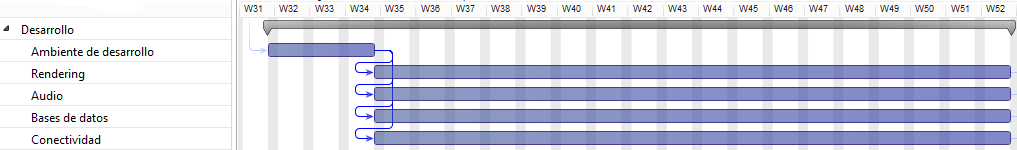 W31 W32 W33 W34 W35 W36 W37 W38 W39 W40 W41 W42 W43 W44 W45 W46 W47 W48 W49 W50 W51 W52
Desarrollo
Ambiente de desarrollo
Rendering
Audio
Bases de datos
Conectividad